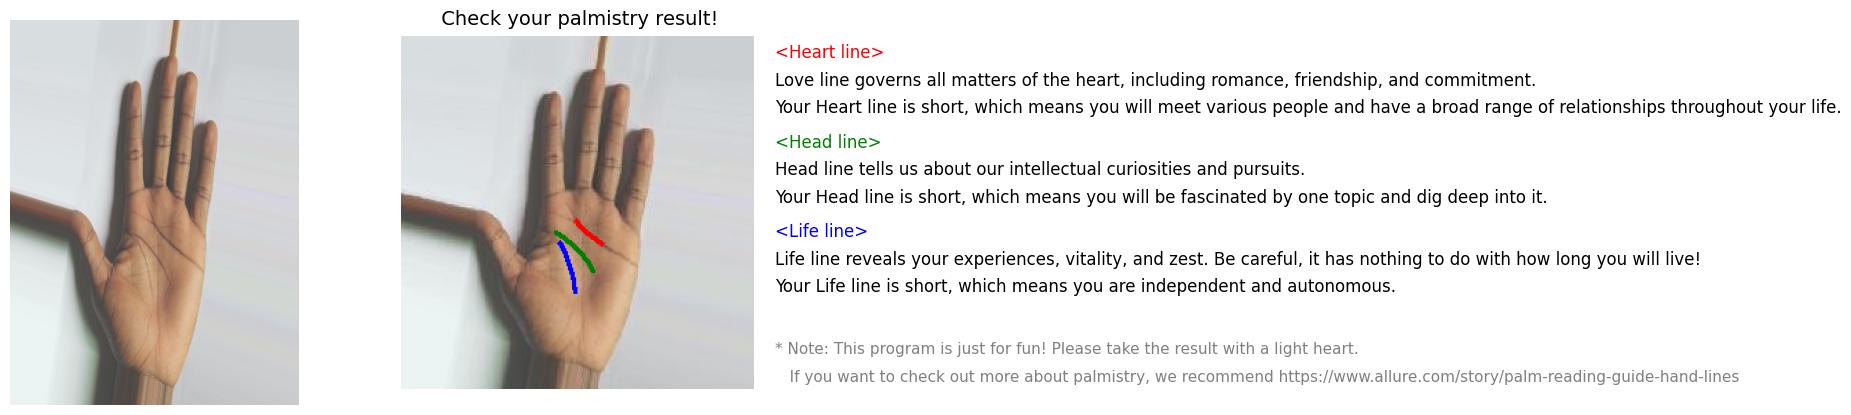 Check your palmistry result!
<Heart line>
Love line governs all matters of the heart, including romance, friendship, and commitment.
Your Heart line is short, which means you will meet various people and have a broad range of relationships throughout your life.
<Head line>
Head line tells us about our intellectual curiosities and pursuits.
Your Head line is short, which means you will be fascinated by one topic and dig deep into it.
<Life line>
Life line reveals your experiences, vitality, and zest. Be careful, it has nothing to do with how long you will live!
Your Life line is short, which means you are independent and autonomous.
* Note: This program is just for fun! Please take the result with a light heart.
If you want to check out more about palmistry, we recommend https://www.allure.com/story/palm-reading-guide-hand-lines